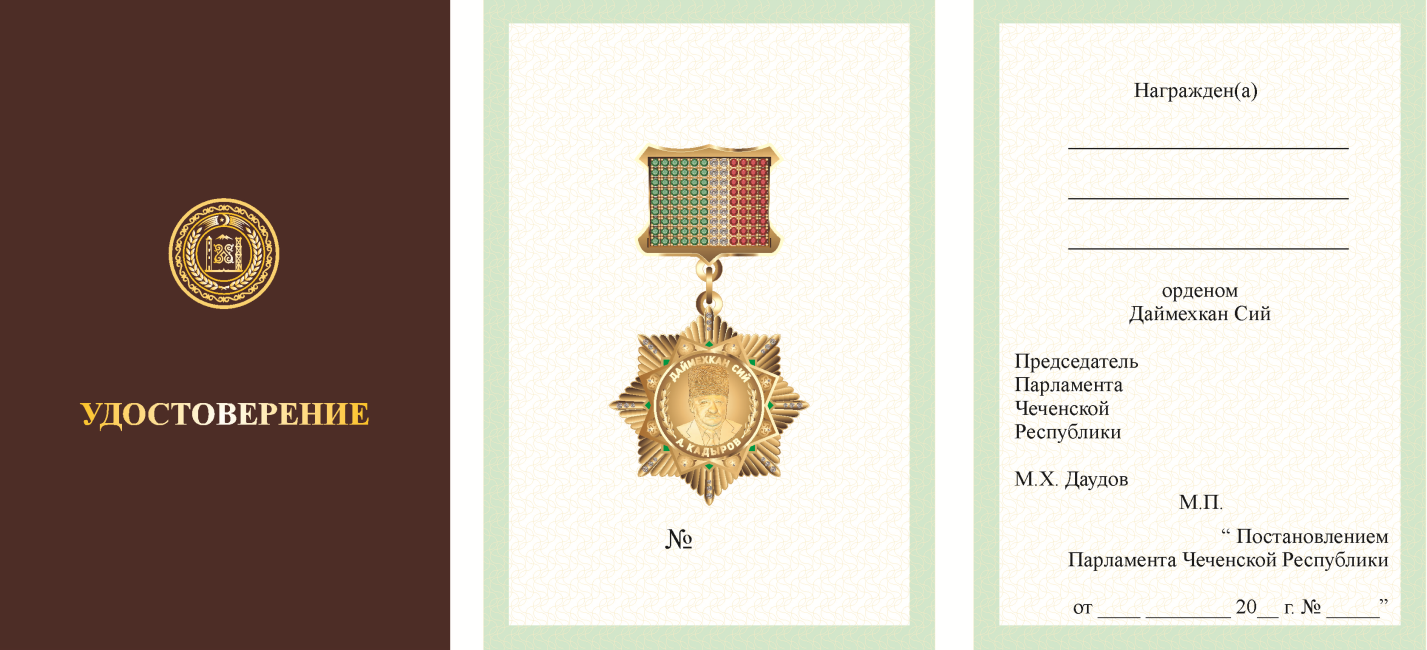 УДОСТОВЕРЕНИЕ
ДАЙМЕХКАН СИЙ
А. КАДЫРОВ
№
Награжден(а)
орденом
Даймехкан Сий
Председатель
Парламента
Чеченской
Республики
М.Х. Даудов
М.П.
“ Постановлением
Парламента Чеченской Республики
от ____ ________ 20__ г. № _____”